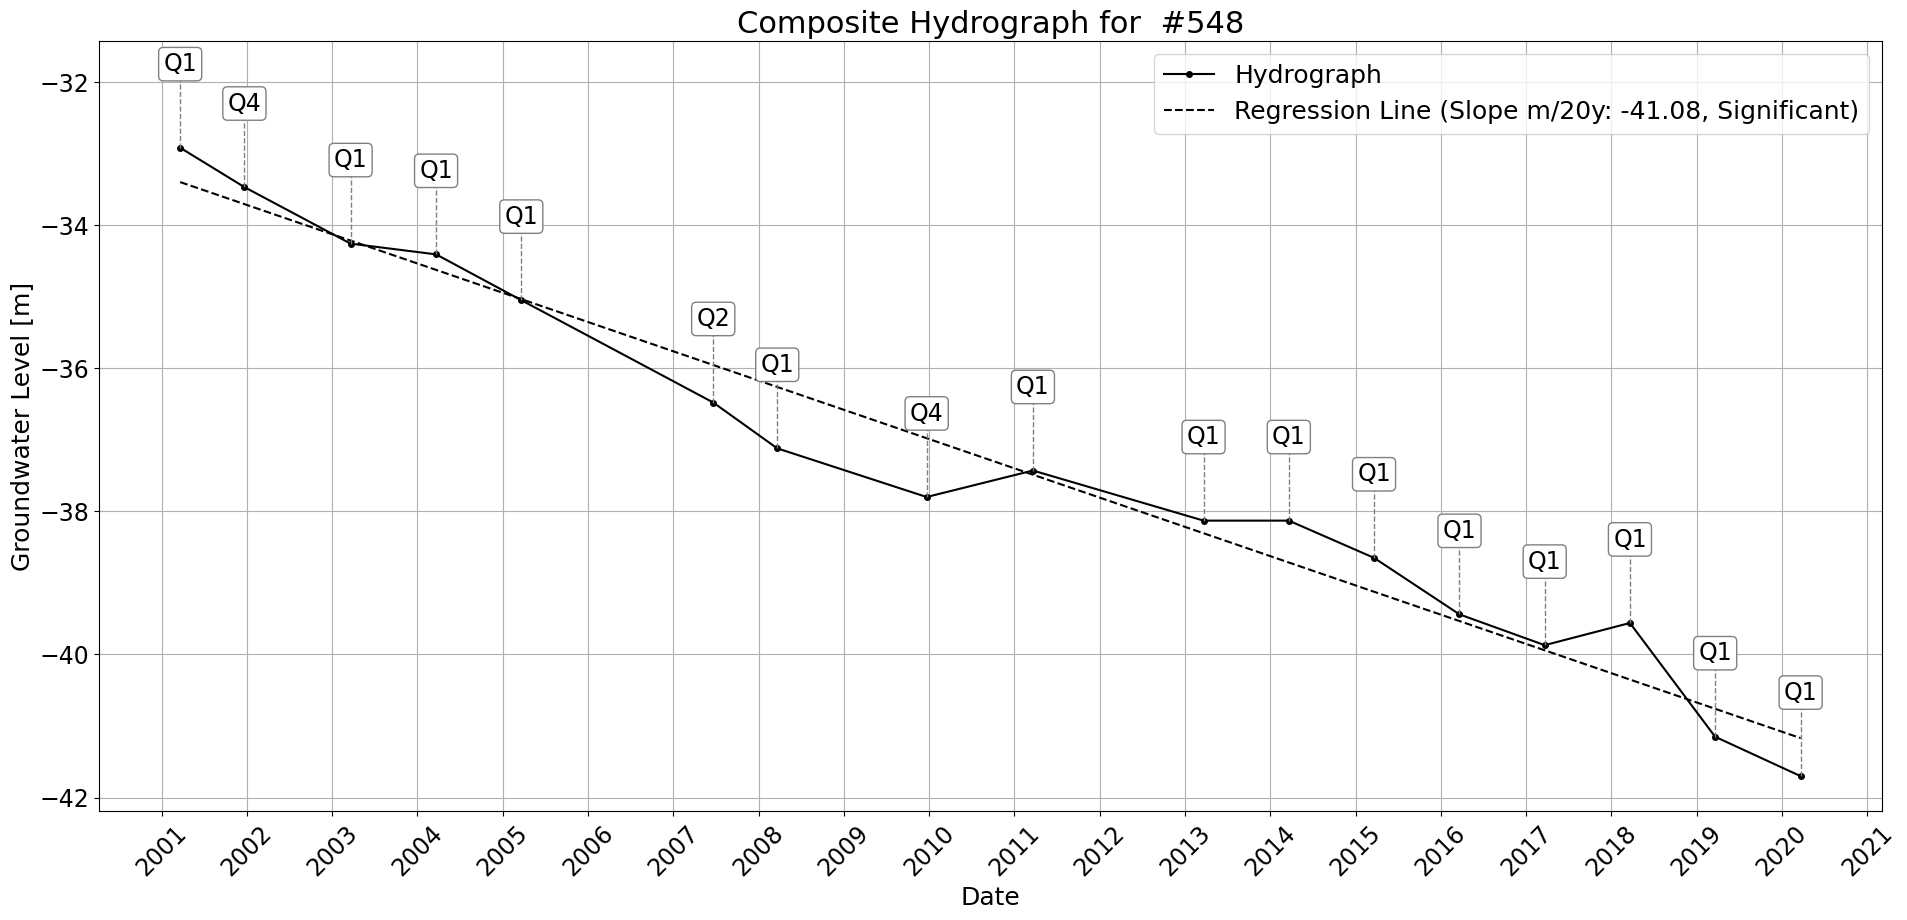 Composite Hydrograph for  #548
Hydrograph
Regression Line (Slope m/20y: -41.08, Significant)
Q1
Q4
Q1
Q1
Q1
Q2
Q1
Q4
Q1
Q1
Q1
Q1
Q1
Q1
Q1
Q1
Q1
Groundwater Level [m]
−32
−34
−36
−38
−40
−42
2001
2002
2003
2004
2005
2006
2007
2008
2009
2010
2011
2012
2013
2014
2015
2016
2017
2018
2019
2020
2021
Date